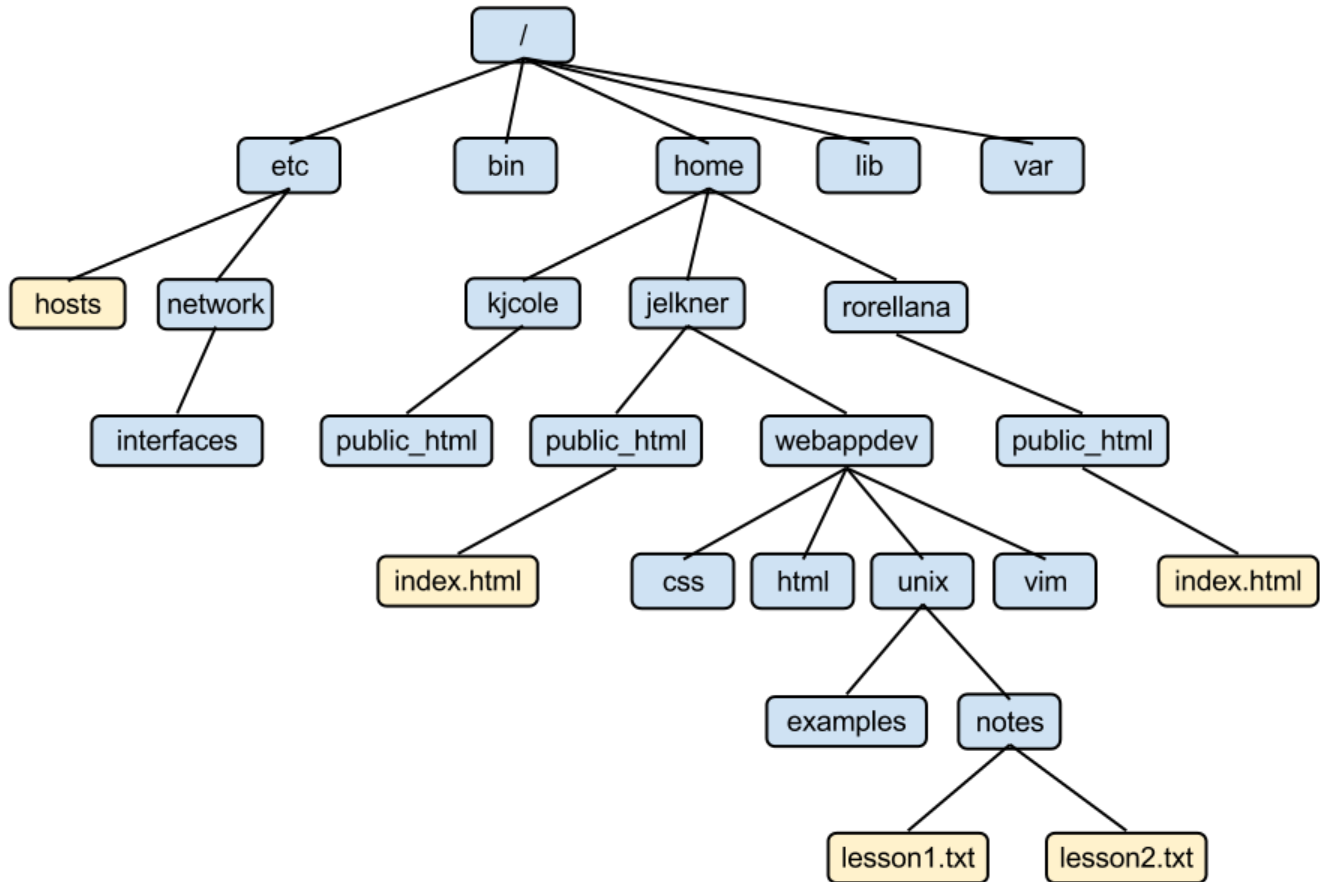 /
etc
bin
home
lib
var
hosts
network
kjcole
jelkner
rorellana
interfaces
public_html
public_html
webappdev
public_html
index.html
css
html
unix
vim
index.html
examples
notes
lesson1.txt
lesson2.txt